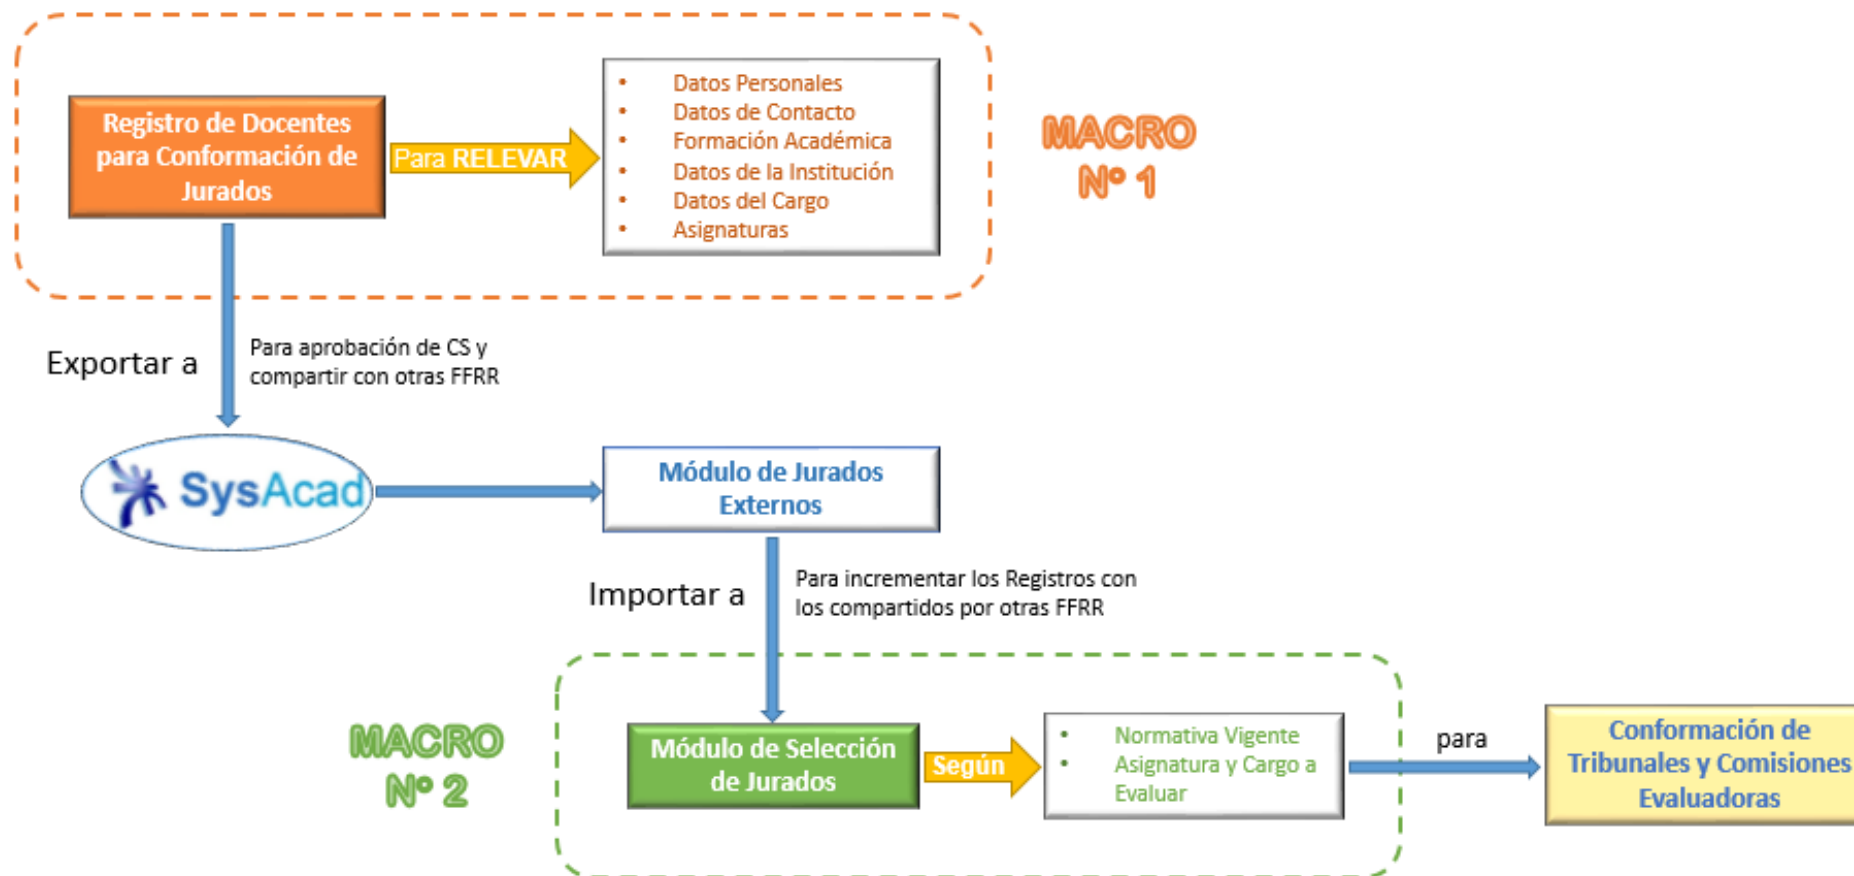 Registro de Docentes
para Conformación de
Jurados
Para RELEVAR
• Datos Personales
• Datos de Contacto
• Formación Académica
• Datos de la Institución
• Datos del Cargo
• Asignaturas
MACRO
Nº 1
Exportar a
Para aprobación de CS y
compartir con otras FFRR
SysAcad
Módulo de Jurados
Externos
Importar a
Para incrementar los Registros con
los compartidos por otras FFRR
MACRO
Nº 2
Módulo de Selección
de Jurados
Según
• Normativa Vigente
• Asignatura y Cargo a
Evaluar
para
Conformación de
Tribunales y Comisiones
Evaluadoras